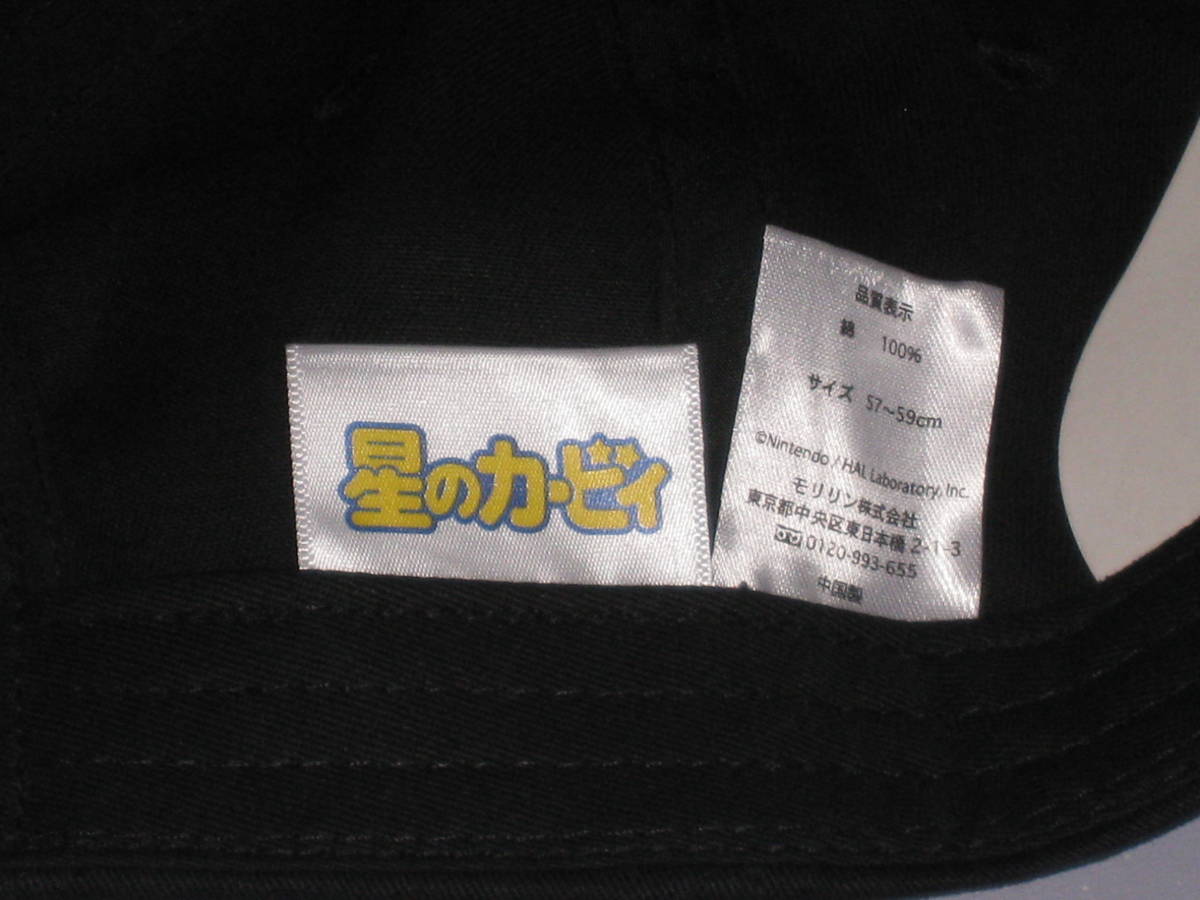 星のカービィ
品質表示
綿 100%
サイズ 57～59cm
©Nintendo / HAL Laboratory, Inc.
モリリン株式会社
東京都中央区東日本橋 2-1-3
0120-993-655
中国製